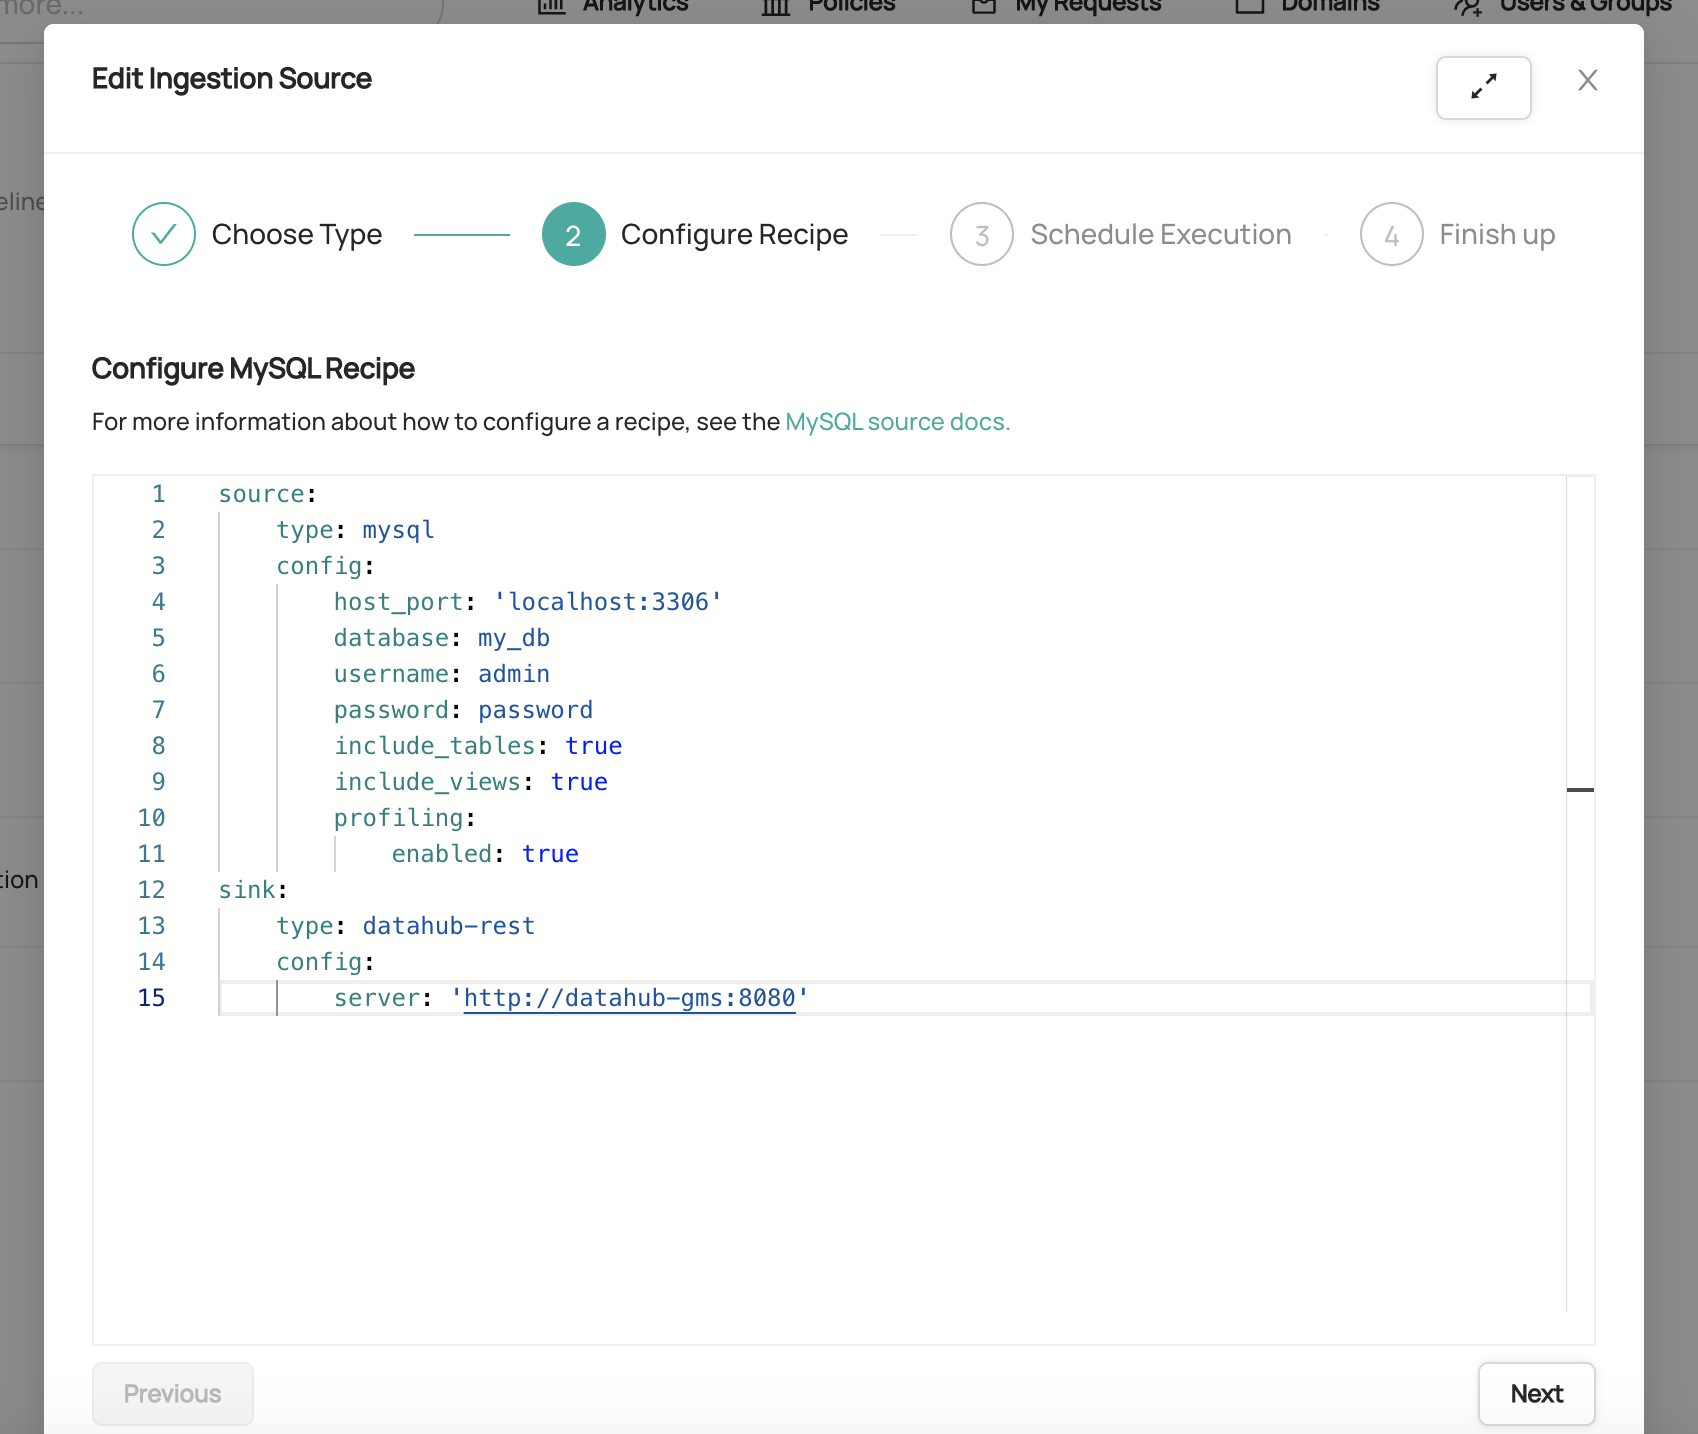 more...
Analytics
Policies
My Requests
Domains
Users & Groups
Edit Ingestion Source
eline
Choose Type
2 Configure Recipe
3 Schedule Execution
4 Finish up
Configure MySQL Recipe
For more information about how to configure a recipe, see the MySQL source docs.
1 source:
2 type: mysql
3 config:
4 host_port: 'localhost:3306'
5 database: my_db
6 username: admin
7 password: password
8 include_tables: true
9 include_views: true
10 profiling:
11 enabled: true
tion
12 sink:
13 type: datahub-rest
14 config:
15 server: 'http://datahub-gms:8080'
Previous
Next